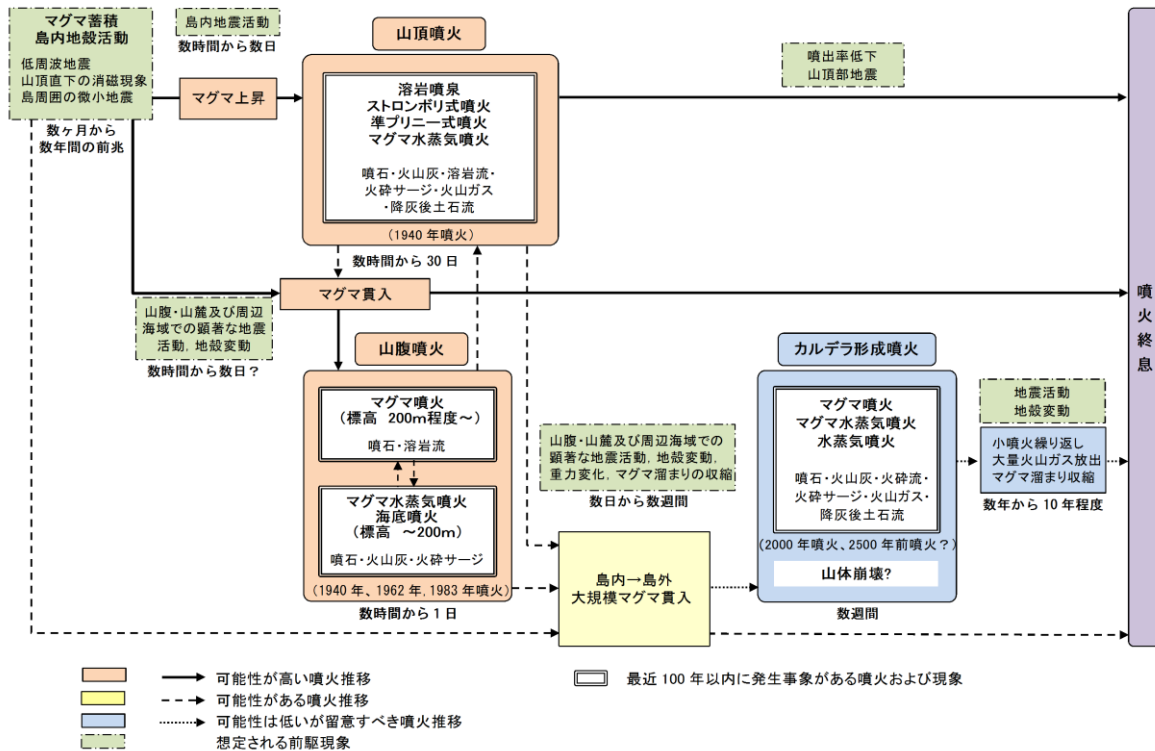 マグマ蓄積
島内地殻活動
低周波地震
山頂直下の消磁現象
島周囲の微小地震
数ヶ月から
数年間の前兆
島内地震活動
数時間から数日
マグマ上昇
山頂噴火
溶岩噴泉
ストロンボリ式噴火
準プリニー式噴火
マグマ水蒸気噴火
噴石・火山灰・溶岩流・
火砕サージ・火山ガス
・降灰後土石流
(1940 年噴火)
噴出率低下
山頂部地震
数時間から 30 日
マグマ貫入
山腹・山麓及び周辺
海域での顕著な地震
活動, 地殻変動
数時間から数日?
山腹噴火
マグマ噴火
(標高 200m程度~)
噴石・溶岩流
マグマ水蒸気噴火
海底噴火
(標高 ~200m)
噴石・火山灰・火砕サージ
(1940年、1962 年, 1983 年噴火)
数時間から 1 日
山腹・山麓及び周辺海域での
顕著な地震活動, 地殻変動,
重力変化, マグマ溜まりの収縮
数日から数週間
島内→島外
大規模マグマ貫入
カルデラ形成噴火
マグマ噴火
マグマ水蒸気噴火
水蒸気噴火
噴石・火山灰・火砕流・
火砕サージ・火山ガス・
降灰後土石流
(2000 年噴火、2500 年前噴火?)
山体崩壊?
数週間
地震活動
地殻変動
小噴火繰り返し
大量火山ガス放出
マグマ溜まり収縮
数年から 10 年程度
噴火終息
可能性が高い噴火推移
可能性がある噴火推移
可能性は低いが留意すべき噴火推移
想定される前駆現象
最近 100 年以内に発生事象がある噴火および現象